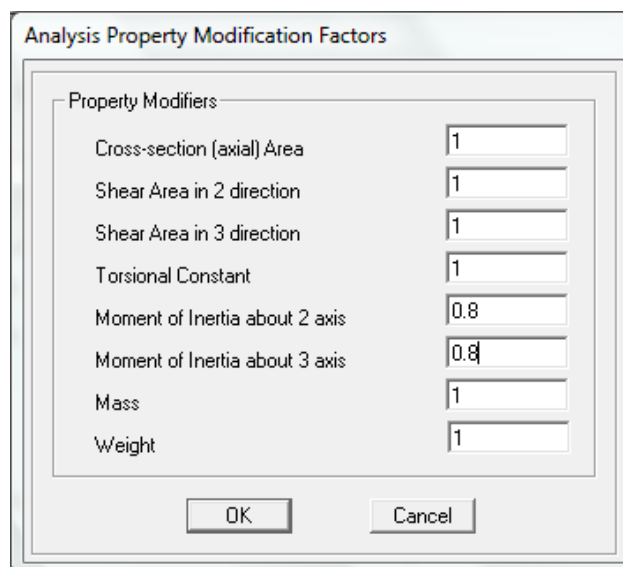 Analysis Property Modification Factors
Property Modifiers
Cross-section (axial) Area 1
Shear Area in 2 direction 1
Shear Area in 3 direction 1
Torsional Constant 1
Moment of Inertia about 2 axis 0.8
Moment of Inertia about 3 axis 0.8
Mass 1
Weight 1
OK Cancel